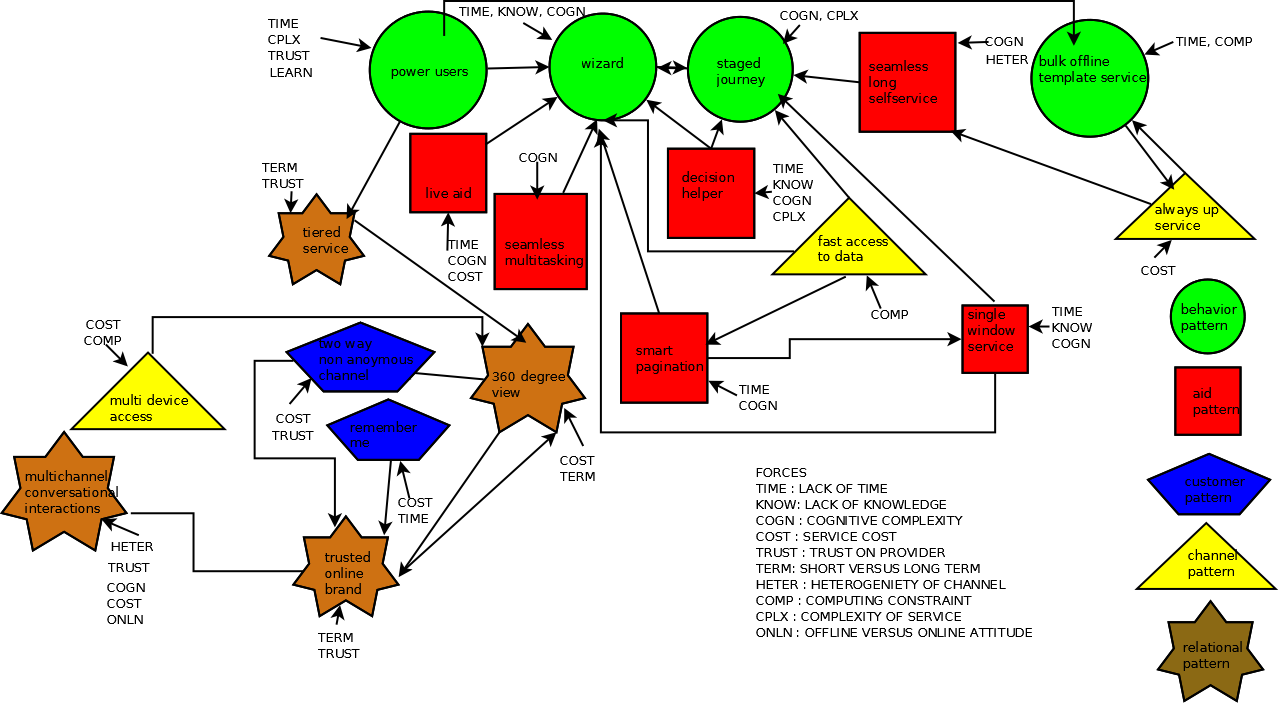 TIME, KNOW, COGN
COGN, CPLX
TIME
CPLX
TRUST
LEARN
power users
wizard
staged
journey
seamless
long
selfservice
COGN
HETER
bulk offline
template service
TIME, COMP
TERM
TRUST
tiered
service
live aid
TIME
COGN
COST
COGN
seamless
multitasking
decision
helper
TIME
KNOW
COGN
CPLX
fast access
to data
COMP
always up
service
COST
behavior
pattern
COST
COMP
multi device
access
two way
non anoymous
channel
COST
TRUST
360 degree
view
COST
TERM
smart
pagination
TIME
COGN
single
window
service
TIME
KNOW
COGN
aid
pattern
remember
me
COST
TIME
multichannel
conversational
interactions
HETER
TRUST
COGN
COST
ONLN
trusted
online
brand
TERM
TRUST
FORCES
TIME : LACK OF TIME
KNOW: LACK OF KNOWLEDGE
COGN : COGNITIVE COMPLEXITY
COST : SERVICE COST
TRUST : TRUST ON PROVIDER
TERM: SHORT VERSUS LONG TERM
HETER : HETEROGENIETY OF CHANNEL
COMP : COMPUTING CONSTRAINT
CPLX : COMPLEXITY OF SERVICE
ONLN : OFFLINE VERSUS ONLINE ATTITUDE
customer
pattern
channel
pattern
relational
pattern